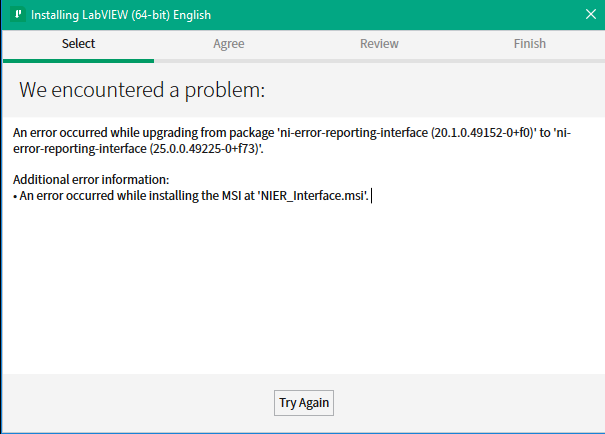 Installing LabVIEW (64-bit) English
Select Agree Review Finish
We encountered a problem:
An error occurred while upgrading from package 'ni-error-reporting-interface (20.1.0.49152-0+f0)' to 'ni-
error-reporting-interface (25.0.0.49225-0+f73)'.
Additional error information:
• An error occurred while installing the MSI at 'NIER_Interface.msi'.
Try Again